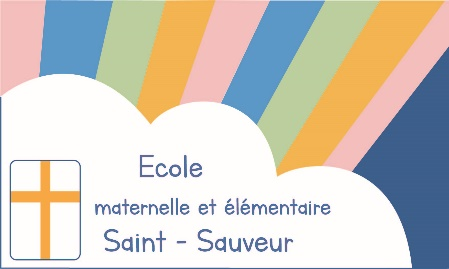 Ecole
maternelle et élémentaire
Saint - Sauveur